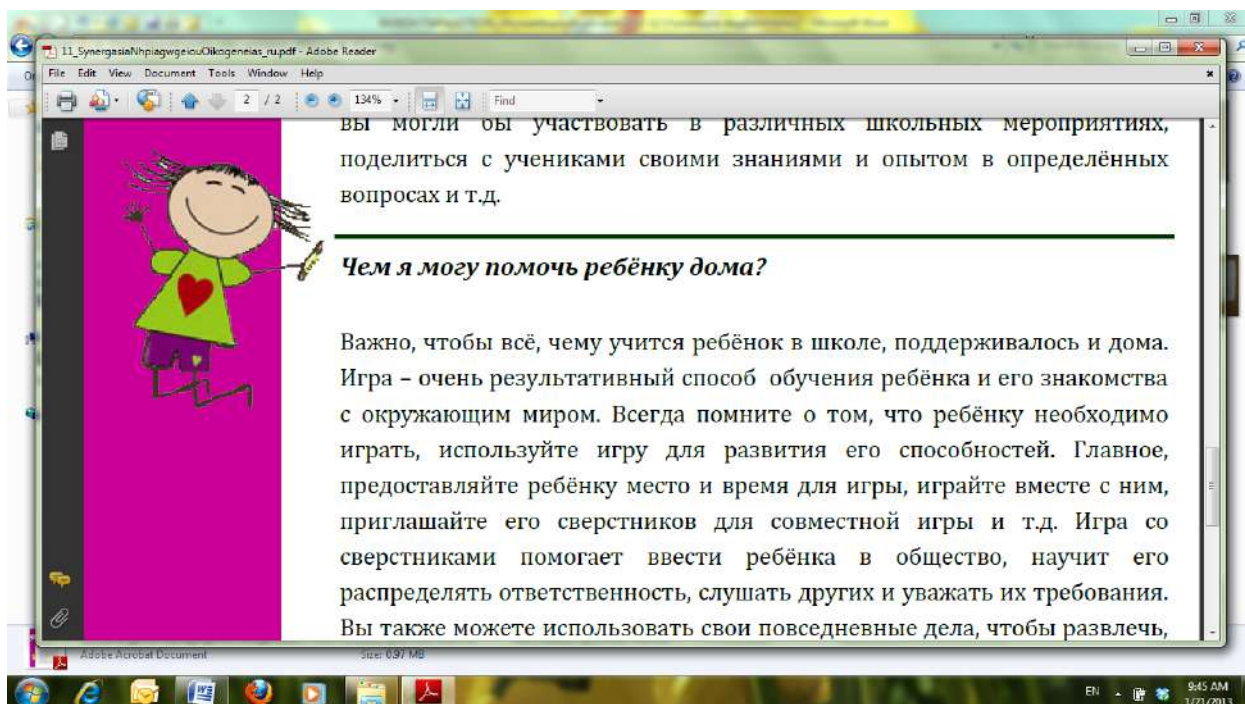 11_SynergasiaNhpiagwgeiouOikogeneias_ru.pdf - Adobe Reader
File Edit View Document Tools Window Help
2 / 2 134% Find
вы могли бы участвовать в различных школьных мероприятиях,
поделиться с учениками своими знаниями и опытом в определённых
вопросах и т.д.
Чем я могу помочь ребёнку дома?
Важно, чтобы всё, чему учится ребёнок в школе, поддерживалось и дома.
Игра – очень результативный способ обучения ребёнка и его знакомства
с окружающим миром. Всегда помните о том, что ребёнку необходимо
играть, используйте игру для развития его способностей. Главное,
предоставляйте ребёнку место и время для игры, играйте вместе с ним,
приглашайте его сверстников для совместной игры и т.д. Игра со
сверстниками помогает ввести ребёнка в общество, научит его
распределять ответственность, слушать других и уважать их требования.
Вы также можете использовать свои повседневные дела, чтобы развлечь,
Adobe Acrobat Document Size: 0.97 MB
EN 9:45 AM
1/21/2013